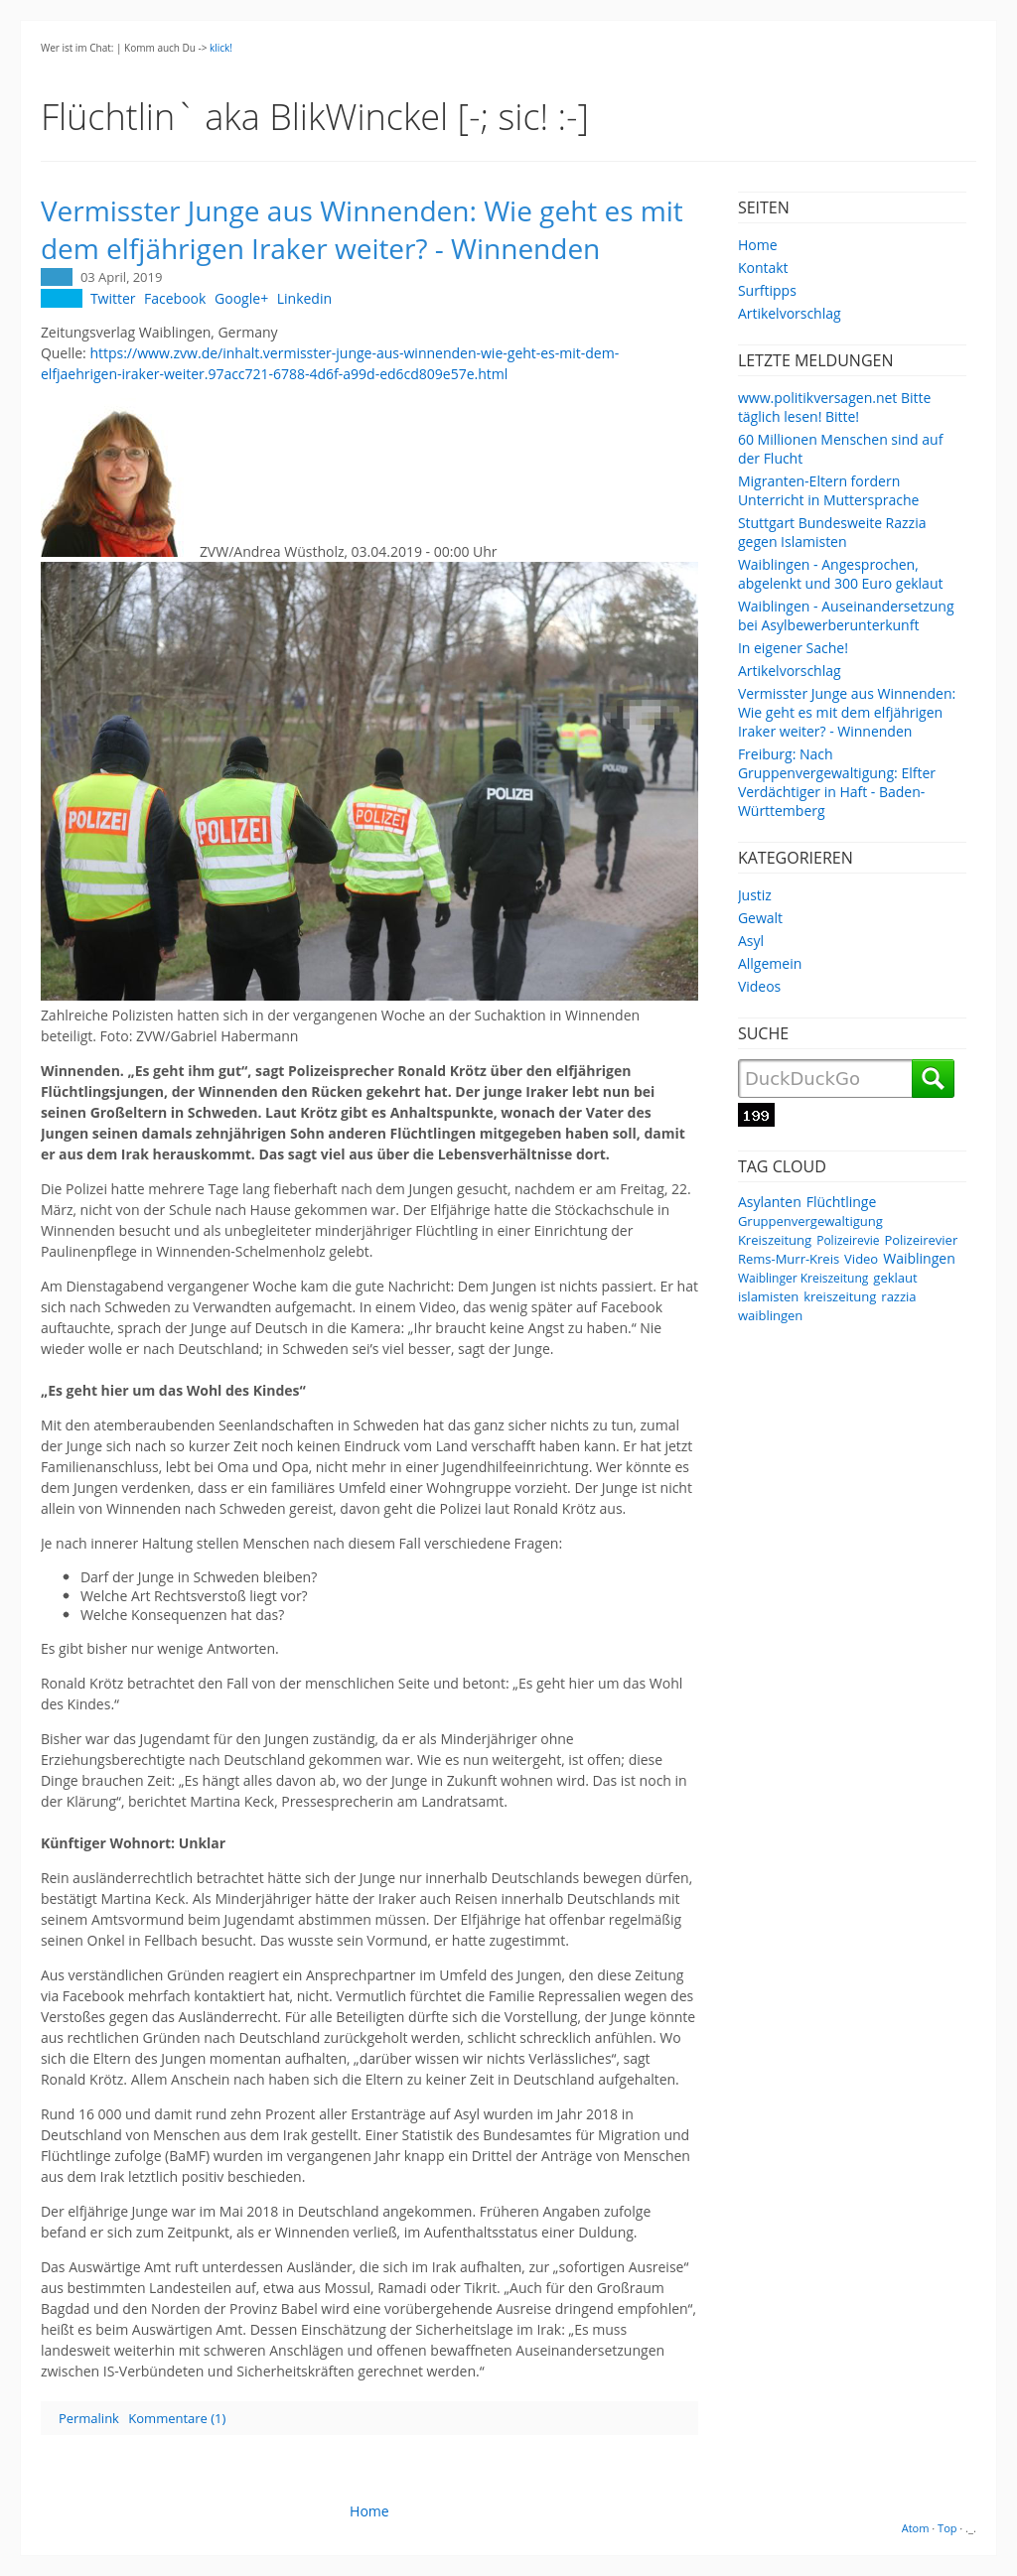 Wer ist im Chat: | Komm auch Du -> klick!
Flüchtlin` aka BlikWinckel [-; sic! :-]
Vermisster Junge aus Winnenden: Wie geht es mit
dem elfjährigen Iraker weiter? - Winnenden
03 April, 2019
Twitter Facebook Google+ Linkedin
Zeitungsverlag Waiblingen, Germany
Quelle: https://www.zvw.de/inhalt.vermisster-junge-aus-winnenden-wie-geht-es-mit-dem-
elfjaehrigen-iraker-weiter.97acc721-6788-4d6f-a99d-ed6cd809e57e.html
ZVW/Andrea Wüstholz, 03.04.2019 - 00:00 Uhr
POLIZEI
POLIZEI
POLIZEI
POLIZEI
POLIZEI
Zahlreiche Polizisten hatten sich in der vergangenen Woche an der Suchaktion in Winnenden
beteiligt. Foto: ZVW/Gabriel Habermann
Winnenden. „Es geht ihm gut“, sagt Polizeisprecher Ronald Krötz über den elfjährigen
Flüchtlingsjungen, der Winnenden den Rücken gekehrt hat. Der junge Iraker lebt nun bei
seinen Großeltern in Schweden. Laut Krötz gibt es Anhaltspunkte, wonach der Vater des
Jungen seinen damals zehnjährigen Sohn anderen Flüchtlingen mitgegeben haben soll, damit
er aus dem Irak herauskommt. Das sagt viel aus über die Lebensverhältnisse dort.
Die Polizei hatte mehrere Tage lang fieberhaft nach dem Jungen gesucht, nachdem er am Freitag, 22.
März, nicht von der Schule nach Hause gekommen war. Der Elfjährige hatte die Stöckachschule in
Winnenden besucht und als unbegleiteter minderjähriger Flüchtling in einer Einrichtung der
Paulinenpflege in Winnenden-Schelmenholz gelebt.
Am Dienstagabend vergangener Woche kam die gute Nachricht: Dem Jungen ist nichts passiert. Er hat
sich nach Schweden zu Verwandten aufgemacht. In einem Video, das wenig später auf Facebook
auftauchte, sprach der Junge auf Deutsch in die Kamera: „Ihr braucht keine Angst zu haben.“ Nie
wieder wolle er nach Deutschland; in Schweden sei’s viel besser, sagt der Junge.
„Es geht hier um das Wohl des Kindes“
Mit den atemberaubenden Seenlandschaften in Schweden hat das ganz sicher nichts zu tun, zumal
der Junge sich nach so kurzer Zeit noch keinen Eindruck vom Land verschafft haben kann. Er hat jetzt
Familienanschluss, lebt bei Oma und Opa, nicht mehr in einer Jugendhilfeeinrichtung. Wer könnte es
dem Jungen verdenken, dass er ein familiäres Umfeld einer Wohngruppe vorzieht. Der Junge ist nicht
allein von Winnenden nach Schweden gereist, davon geht die Polizei laut Ronald Krötz aus.
Je nach innerer Haltung stellen Menschen nach diesem Fall verschiedene Fragen:
Darf der Junge in Schweden bleiben?
Welche Art Rechtsverstoß liegt vor?
Welche Konsequenzen hat das?
Es gibt bisher nur wenige Antworten.
Ronald Krötz betrachtet den Fall von der menschlichen Seite und betont: „Es geht hier um das Wohl
des Kindes.“
Bisher war das Jugendamt für den Jungen zuständig, da er als Minderjähriger ohne
Erziehungsberechtigte nach Deutschland gekommen war. Wie es nun weitergeht, ist offen; diese
Dinge brauchen Zeit: „Es hängt alles davon ab, wo der Junge in Zukunft wohnen wird. Das ist noch in
der Klärung“, berichtet Martina Keck, Pressesprecherin am Landratsamt.
Künftiger Wohnort: Unklar
Rein ausländerrechtlich betrachtet hätte sich der Junge nur innerhalb Deutschlands bewegen dürfen,
bestätigt Martina Keck. Als Minderjähriger hätte der Iraker auch Reisen innerhalb Deutschlands mit
seinem Amtsvormund beim Jugendamt abstimmen müssen. Der Elfjährige hat offenbar regelmäßig
seinen Onkel in Fellbach besucht. Das wusste sein Vormund, er hatte zugestimmt.
Aus verständlichen Gründen reagiert ein Ansprechpartner im Umfeld des Jungen, den diese Zeitung
via Facebook mehrfach kontaktiert hat, nicht. Vermutlich fürchtet die Familie Repressalien wegen des
Verstoßes gegen das Ausländerrecht. Für alle Beteiligten dürfte sich die Vorstellung, der Junge könnte
aus rechtlichen Gründen nach Deutschland zurückgeholt werden, schlicht schrecklich anfühlen. Wo
sich die Eltern des Jungen momentan aufhalten, „darüber wissen wir nichts Verlässliches“, sagt
Ronald Krötz. Allem Anschein nach haben sich die Eltern zu keiner Zeit in Deutschland aufgehalten.
Rund 16 000 und damit rund zehn Prozent aller Erstanträge auf Asyl wurden im Jahr 2018 in
Deutschland von Menschen aus dem Irak gestellt. Einer Statistik des Bundesamtes für Migration und
Flüchtlinge zufolge (BaMF) wurden im vergangenen Jahr knapp ein Drittel der Anträge von Menschen
aus dem Irak letztlich positiv beschieden.
Der elfjährige Junge war im Mai 2018 in Deutschland angekommen. Früheren Angaben zufolge
befand er sich zum Zeitpunkt, als er Winnenden verließ, im Aufenthaltsstatus einer Duldung.
Das Auswärtige Amt ruft unterdessen Ausländer, die sich im Irak aufhalten, zur „sofortigen Ausreise“
aus bestimmten Landesteilen auf, etwa aus Mossul, Ramadi oder Tikrit. „Auch für den Großraum
Bagdad und den Norden der Provinz Babel wird eine vorübergehende Ausreise dringend empfohlen“,
heißt es beim Auswärtigen Amt. Dessen Einschätzung der Sicherheitslage im Irak: „Es muss
landesweit weiterhin mit schweren Anschlägen und offenen bewaffneten Auseinandersetzungen
zwischen IS-Verbündeten und Sicherheitskräften gerechnet werden.“
Permalink Kommentare (1)
Home
SEITEN
Home
Kontakt
Surftipps
Artikelvorschlag
LETZTE MELDUNGEN
www.politikversagen.net Bitte
täglich lesen! Bitte!
60 Millionen Menschen sind auf
der Flucht
Migranten-Eltern fordern
Unterricht in Muttersprache
Stuttgart Bundesweite Razzia
gegen Islamisten
Waiblingen - Angesprochen,
abgelenkt und 300 Euro geklaut
Waiblingen - Auseinandersetzung
bei Asylbewerberunterkunft
In eigener Sache!
Artikelvorschlag
Vermisster Junge aus Winnenden:
Wie geht es mit dem elfjährigen
Iraker weiter? - Winnenden
Freiburg: Nach
Gruppenvergewaltigung: Elfter
Verdächtiger in Haft - Baden-
Württemberg
KATEGORIEREN
Justiz
Gewalt
Asyl
Allgemein
Videos
SUCHE
DuckDuckGo
199
TAG CLOUD
Asylanten Flüchtlinge
Gruppenvergewaltigung
Kreiszeitung Polizeirevie Polizeirevier
Rems-Murr-Kreis Video Waiblingen
Waiblinger Kreiszeitung geklaut
islamisten kreiszeitung razzia
waiblingen
Atom · Top · ._.